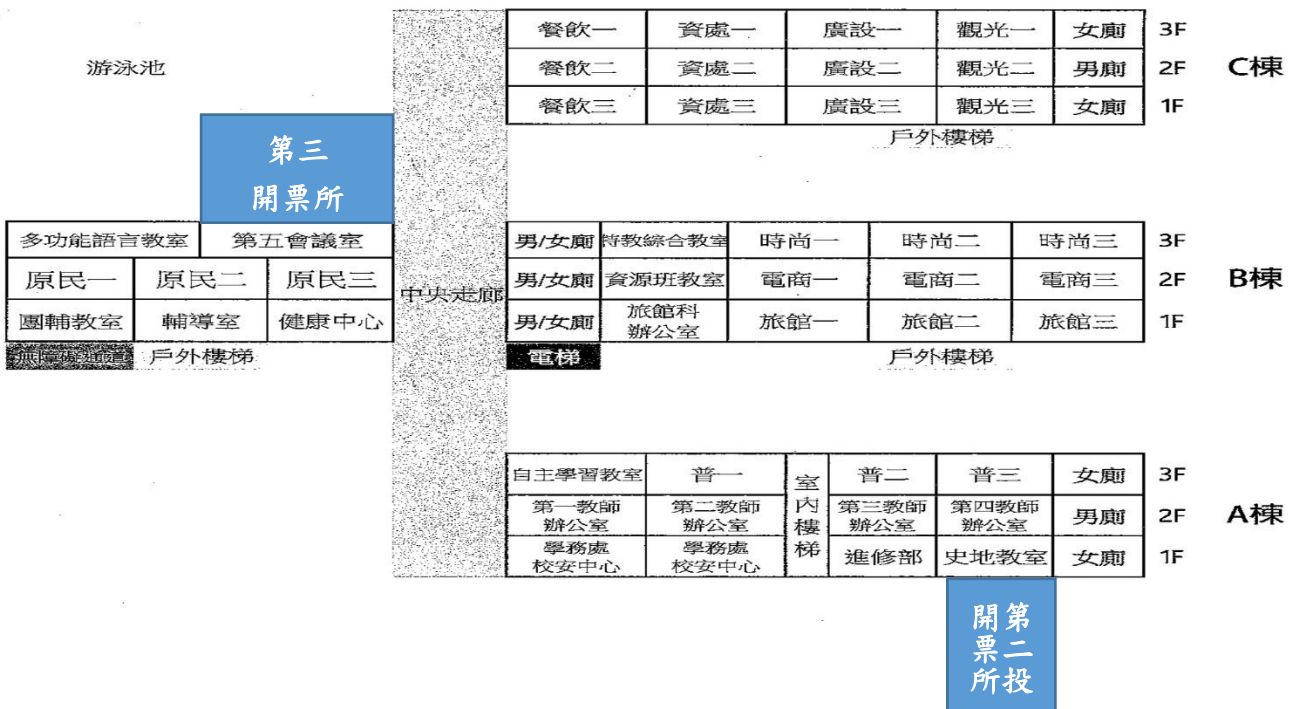 餐飲一 資處一 廣設一 觀光一 女廁 3F
游泳池 餐飲二 資處二 廣設二 觀光二 男廁 2F C棟
餐飲三 資處三 廣設三 觀光三 女廁 1F
戶外樓梯
第三
開票所
多功能語言教室 第五會議室 男/女廁 特教綜合教室 時尚一 時尚二 時尚三 3F
原民一 原民二 原民三 中央走廊 男/女廁 資源班教室 電商一 電商二 電商三 2F B棟
團輔教室 輔導室 健康中心 男/女廁 旅館科 旅館一 旅館二 旅館三 1F
辦公室
無障礙通道 戶外樓梯 電梯 戶外樓梯
自主學習教室 普一 室內樓梯 普二 普三 女廁 3F
第一教師 第二教師 第三教師 第四教師 男廁 2F A棟
辦公室 辦公室 辦公室 辦公室
學務處 學務處 進修部 史地教室 女廁 1F
校安中心 校安中心
第二投
開票所